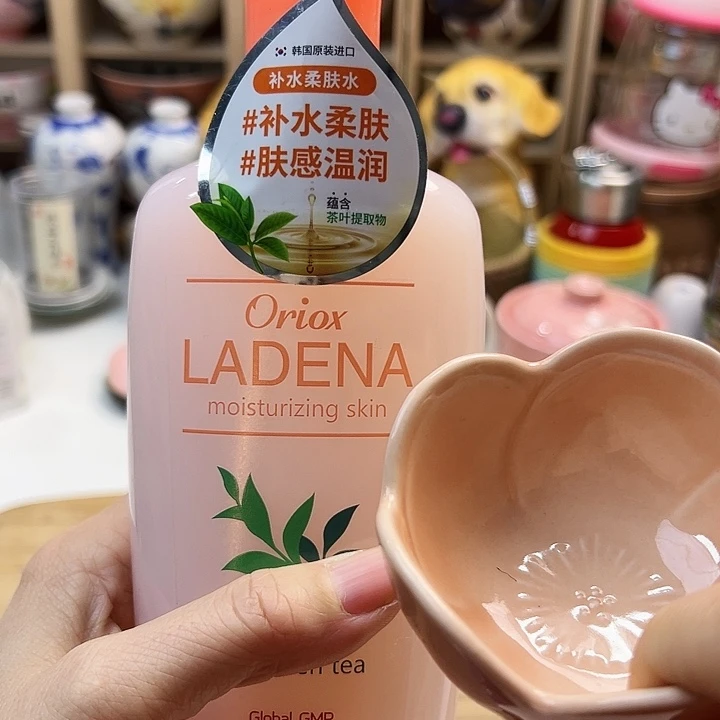 韩国原装进口
补水柔肤水
#补水柔肤
#肤感温润
蕴含
茶叶提取物
Oriox
LADENA
moisturizing skin
tea
Global GMP